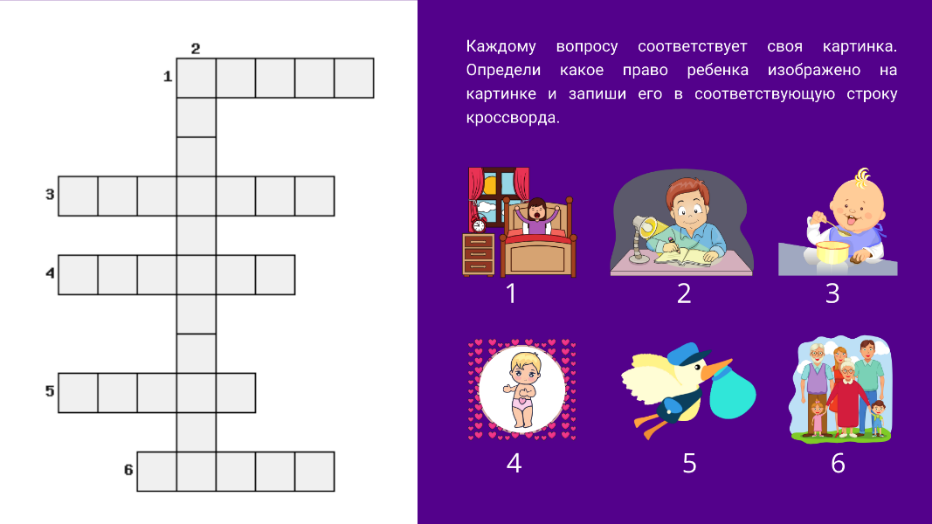 2
1
3
4
5
6
Каждому вопросу соответствует своя картинка.
Определи какое право ребенка изображено на
картинке и запиши его в соответствующую строку
кроссворда.
1 2 3
4 5 6